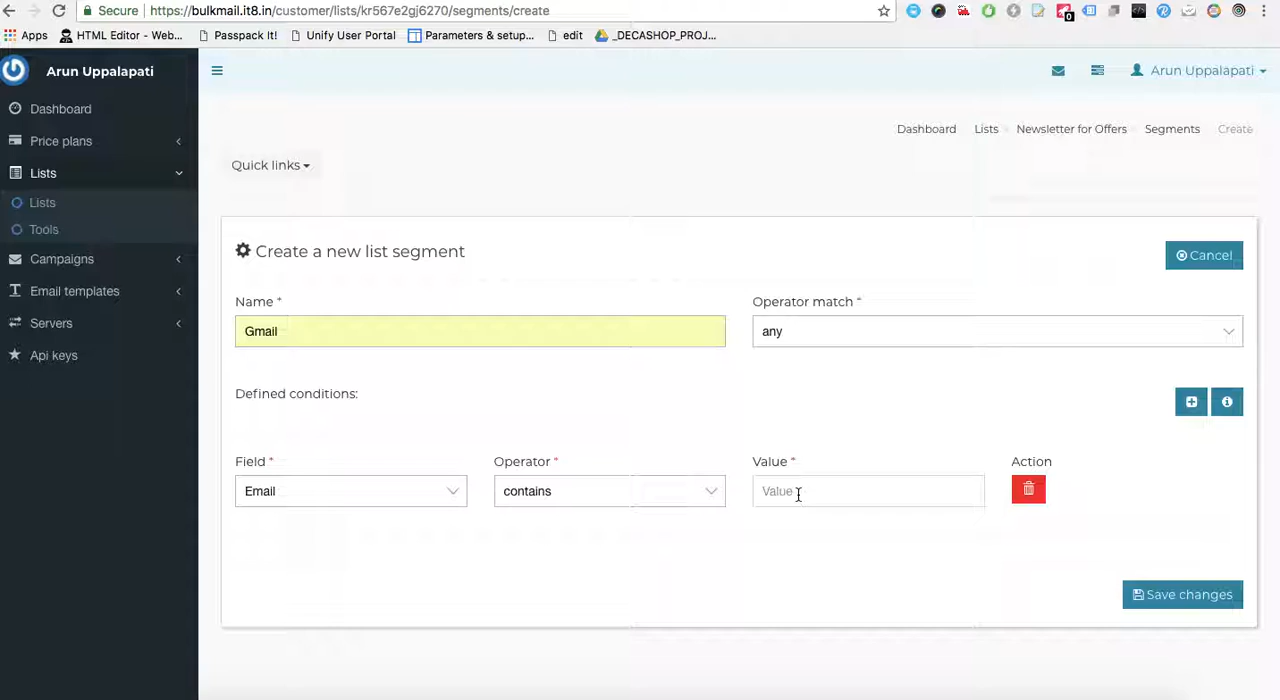 Secure https://bulkmail.it8.in/customer/lists/kr567e2gj6270/segments/create
Apps HTML Editor - Web... Passpack It! Unify User Portal Parameters & setup... edit _DECASHOP_PROJ...
Arun Uppalapati
Arun Uppalapati
Dashboard
Price plans
Lists
Lists
Tools
Campaigns
Email templates
Servers
Api keys
Dashboard Lists Newsletter for Offers Segments Create
Quick links
Create a new list segment
Cancel
Name * Operator match *
Gmail any
Defined conditions:
Field * Operator * Value * Action
Email contains Value
Save changes